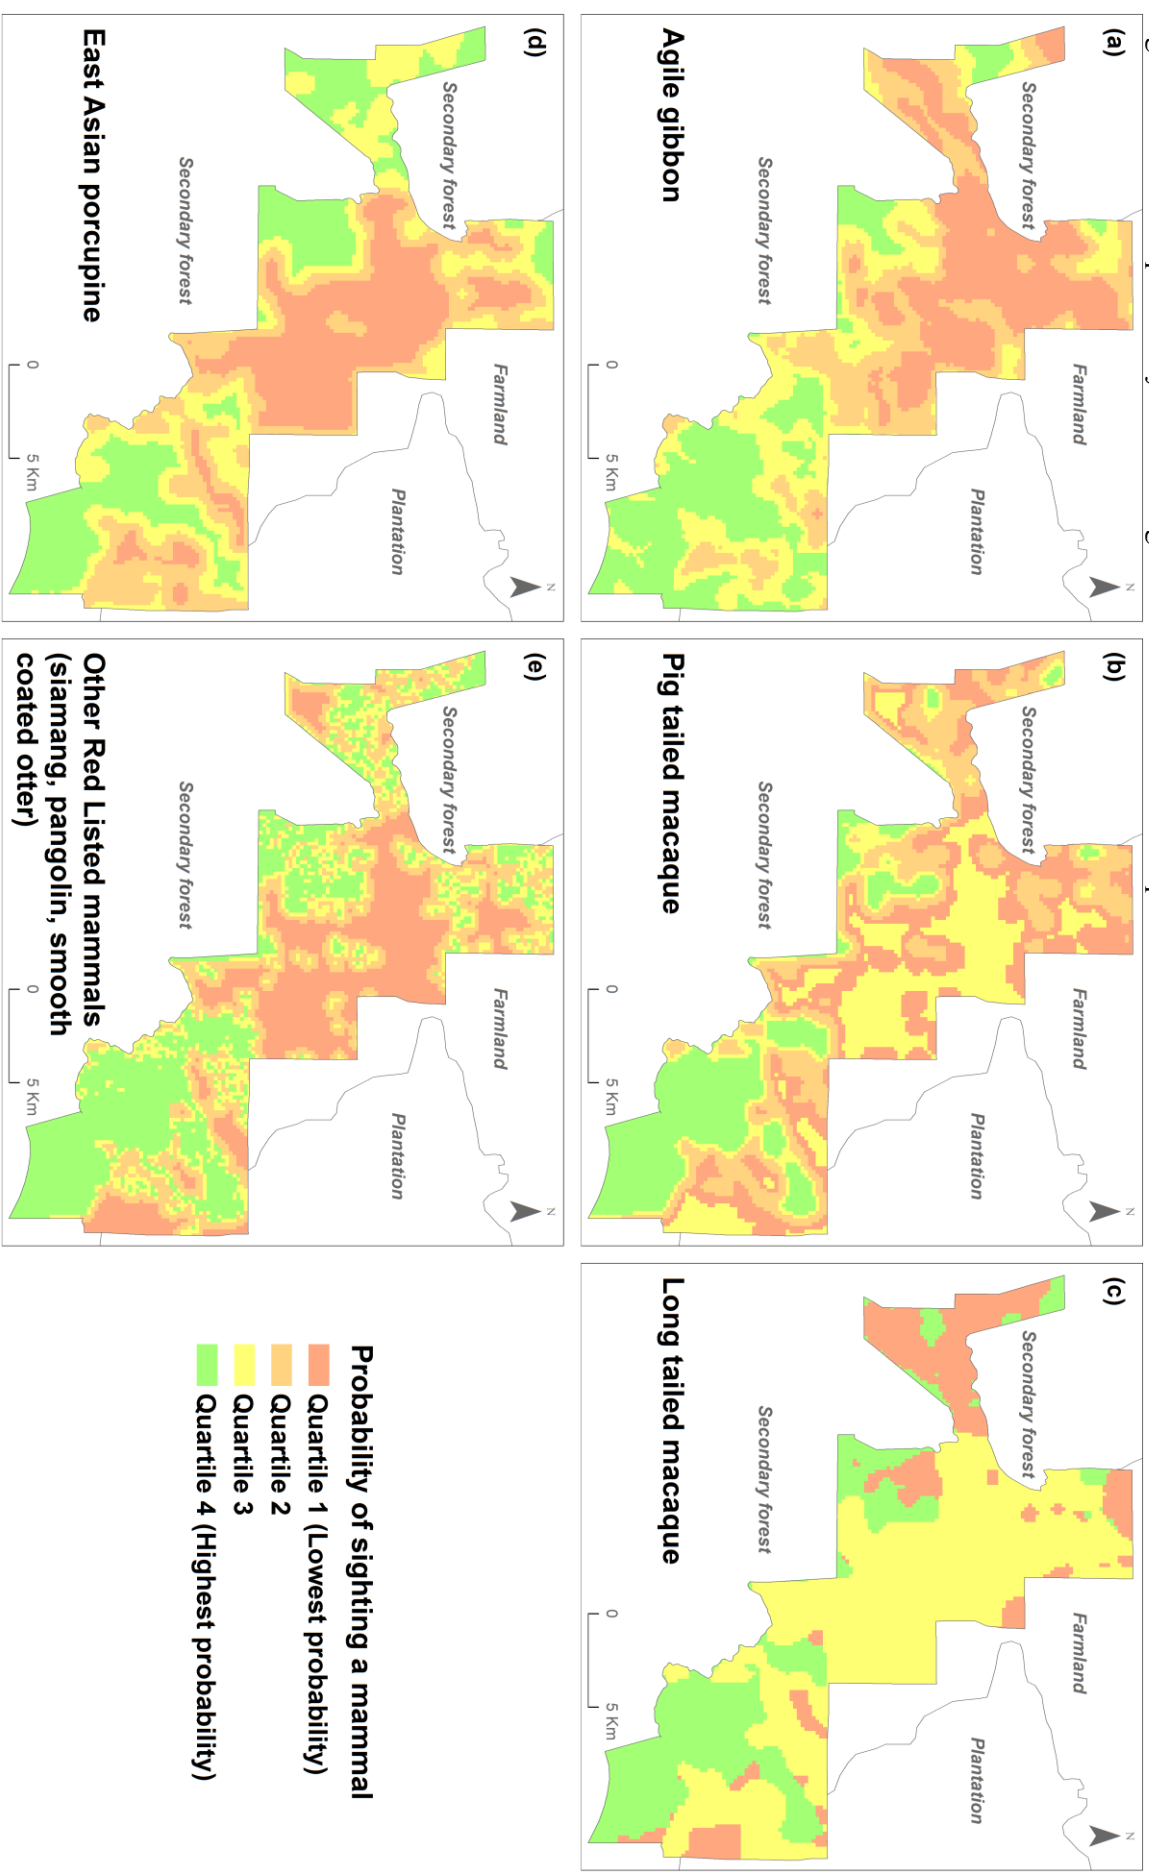 (a)
Agile gibbon
Secondary forest
Secondary forest
Farmland
Plantation
N
0 5 Km
(b)
Pig tailed macaque
Secondary forest
Secondary forest
Farmland
Plantation
N
0 5 Km
(c)
Long tailed macaque
Secondary forest
Secondary forest
Farmland
Plantation
N
0 5 Km
(d)
East Asian porcupine
Secondary forest
Secondary forest
Farmland
Plantation
N
0 5 Km
(e)
Other Red Listed mammals
(siamang, pangolin, smooth
coated otter)
Secondary forest
Secondary forest
Farmland
Plantation
N
0 5 Km
Probability of sighting a mammal
Quartile 1 (Lowest probability)
Quartile 2
Quartile 3
Quartile 4 (Highest probability)